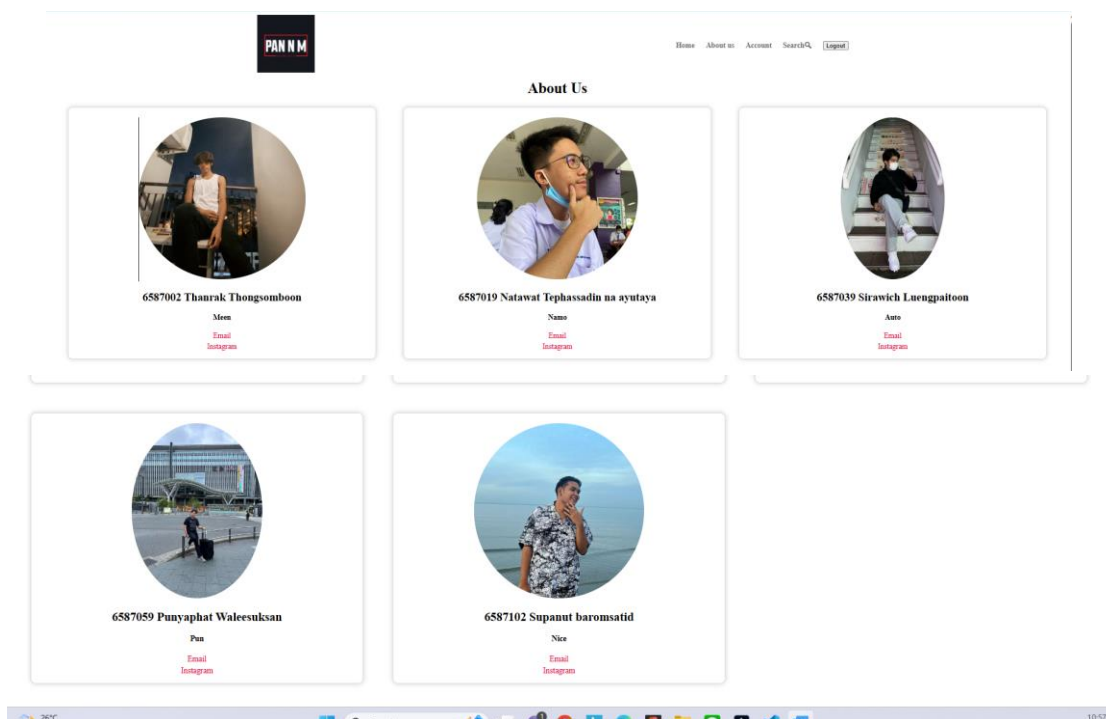 PAN N M
Home About us Account Search Logout
About Us
6587002 Thanrak Thongsomboon
Meen
Email
Instagram
6587019 Natawat Tephassadin na ayutaya
Namo
Email
Instagram
6587039 Sirawich Luengpaitoon
Auto
Email
Instagram
6587059 Punyaphat Waleesuksan
Pun
Email
Instagram
6587102 Supanut baromsatid
Nice
Email
Instagram
26°C